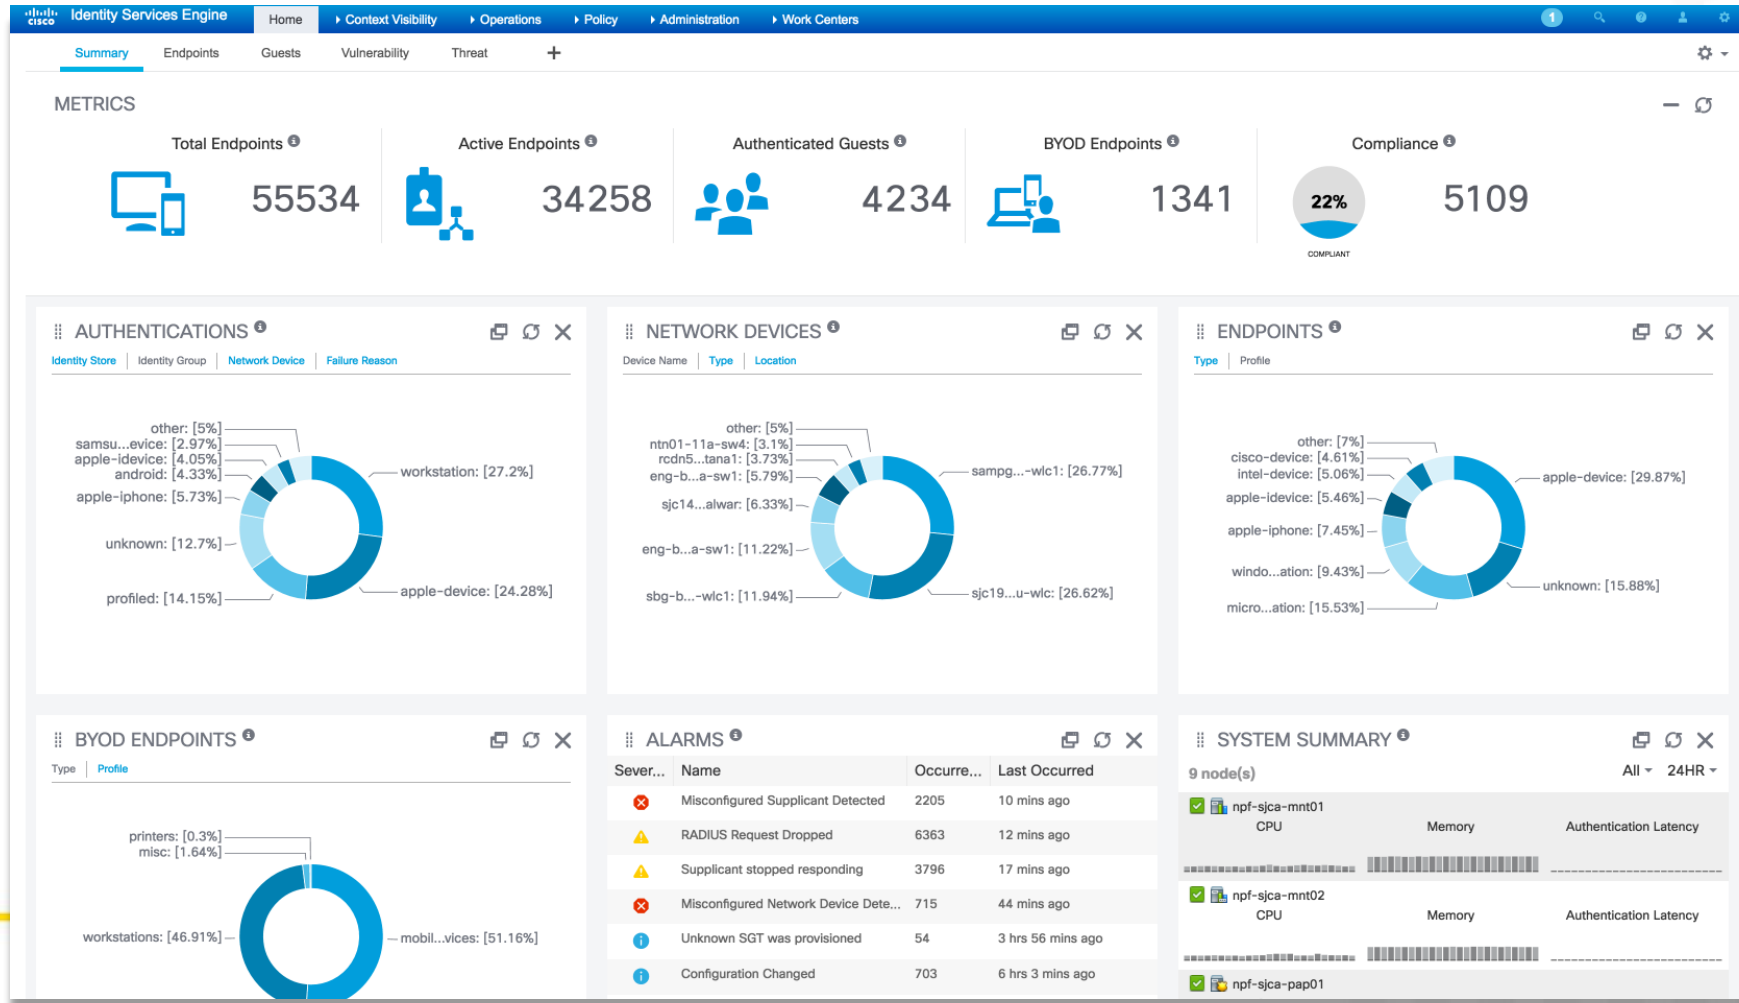 cisco Identity Services Engine Home Context Visibility Operations Policy Administration Work Centers 1
Summary Endpoints Guests Vulnerability Threat +
METRICS
Total Endpoints Active Endpoints Authenticated Guests BYOD Endpoints Compliance
55534 34258 4234 1341 22% 5109
COMPLIANT
AUTHENTICATIONS
Identity Store Identity Group Network Device Failure Reason
other: [5%]
samsu...evice: [2.97%]
apple-idevice: [4.05%]
android: [4.33%]
workstation: [27.2%]
apple-iphone: [5.73%]
unknown: [12.7%]
apple-device: [24.28%]
profiled: [14.15%]
NETWORK DEVICES
Device Name Type Location
other: [5%]
ntn01-11a-sw4: [3.1%]
rcdn5...tana1: [3.73%]
sampg...-wlc1: [26.77%]
eng-b...a-sw1: [5.79%]
sjc14...alwar: [6.33%]
eng-b...a-sw1: [11.22%]
sjc19...u-wlc: [26.62%]
sbg-b...-wlc1: [11.94%]
ENDPOINTS
Type Profile
other: [7%]
cisco-device: [4.61%]
intel-device: [5.06%]
apple-device: [29.87%]
apple-idevice: [5.46%]
apple-iphone: [7.45%]
windo...ation: [9.43%]
unknown: [15.88%]
micro...ation: [15.53%]
BYOD ENDPOINTS
Type Profile
printers: [0.3%]
misc: [1.64%]
workstations: [46.91%]
mobil...vices: [51.16%]
ALARMS
Sever... Name Occurre... Last Occurred
Misconfigured Supplicant Detected 2205 10 mins ago
RADIUS Request Dropped 6363 12 mins ago
Supplicant stopped responding 3796 17 mins ago
Misconfigured Network Device Dete... 715 44 mins ago
Unknown SGT was provisioned 54 3 hrs 56 mins ago
Configuration Changed 703 6 hrs 3 mins ago
SYSTEM SUMMARY
9 node(s) All 24HR
npf-sjca-mnt01
CPU Memory Authentication Latency
npf-sjca-mnt02
CPU Memory Authentication Latency
npf-sjca-pap01